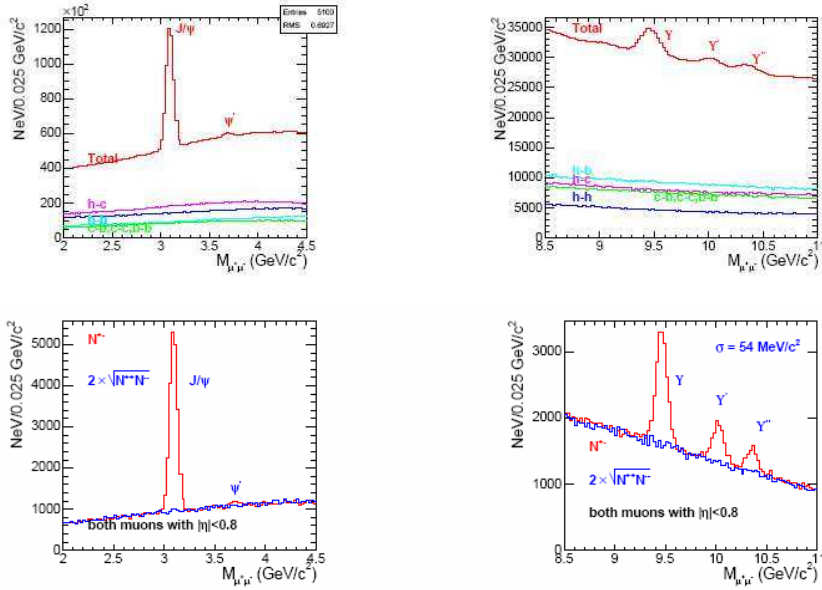 ×10²
Entries 5100
RMS 0.6927
1200
1000
800
600
400
200
0
NeV/0.025 GeV/c²
J/ψ
ψ'
Total
h-c
h-b
c-b,c-c,b-b
2 2.5 3 3.5 4 4.5
M μ⁺μ⁻ (GeV/c²)
35000
30000
25000
20000
15000
10000
5000
0
NeV/0.025 GeV/c²
Total
Υ
Υ'
Υ''
h-b
h-c
c-b,c-c,b-b
h-h
8.5 9 9.5 10 10.5 11
M μ⁺μ⁻ (GeV/c²)
5000
4000
3000
2000
1000
0
NeV/0.025 GeV/c²
N⁺⁻
2×√N⁺⁺N⁻⁻
J/ψ
ψ'
both muons with |η|<0.8
2 2.5 3 3.5 4 4.5
M μ⁺μ⁻ (GeV/c²)
3000
2000
1000
0
NeV/0.025 GeV/c²
σ = 54 MeV/c²
Υ
Υ'
Υ''
N⁺⁻
2×√N⁺⁺N⁻⁻
both muons with |η|<0.8
8.5 9 9.5 10 10.5 11
M μ⁺μ⁻ (GeV/c²)